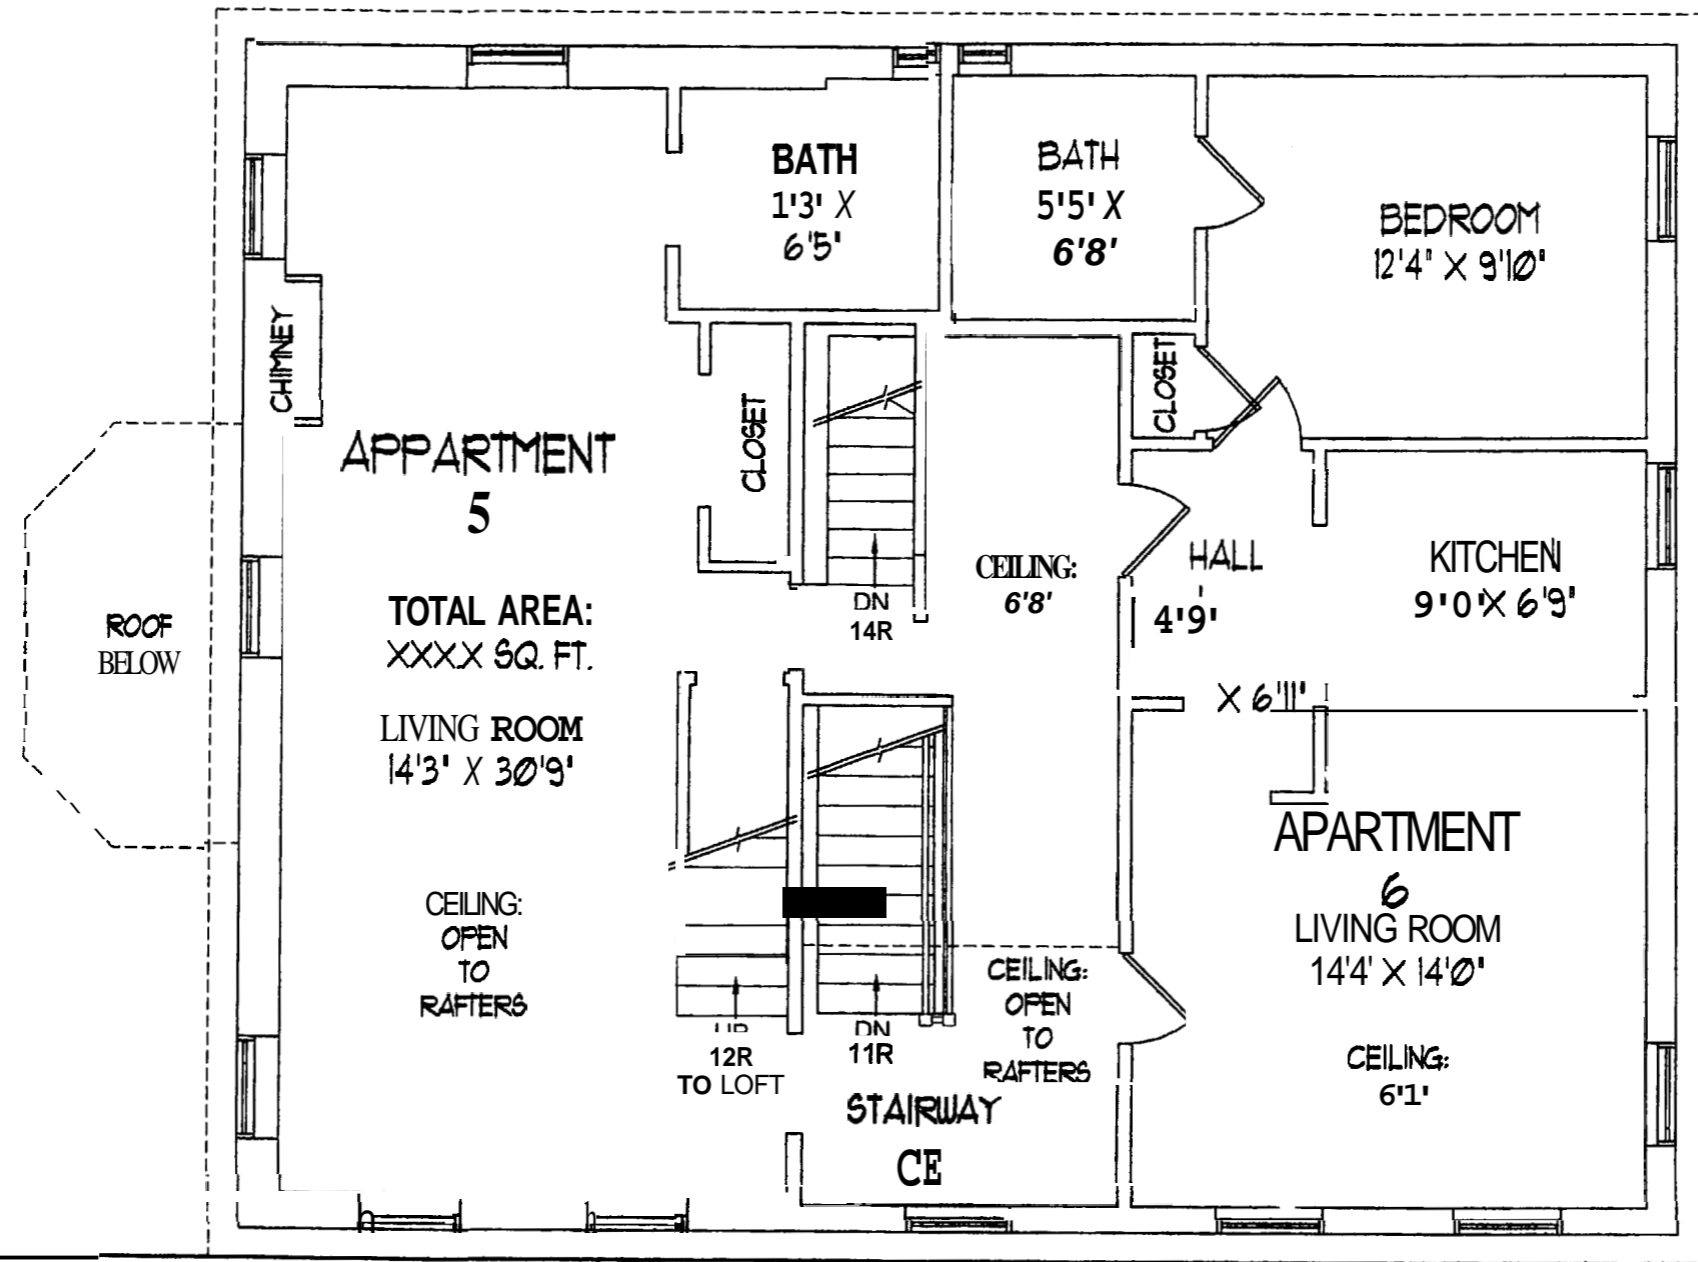 BATH
1'3' X
6'5"
BATH
5'5' X
6'8'
BEDROOM
12'4" X 9'10"
CHIMNEY
CLOSET
CLOSET
APPARTMENT
5
TOTAL AREA:
XXXX SQ. FT.
LIVING ROOM
14'3" X 30'9"
CEILING:
OPEN
TO
RAFTERS
ROOF
BELOW
DN
14R
CEILING:
6'8'
HALL
4'9'
X 6'11"
KITCHEN
9'0" X 6'9"
UP
12R
TO LOFT
DN
11R
CEILING:
OPEN
TO
RAFTERS
STAIRWAY
CE
APARTMENT
6
LIVING ROOM
14'4' X 14'0"
CEILING:
6'1'